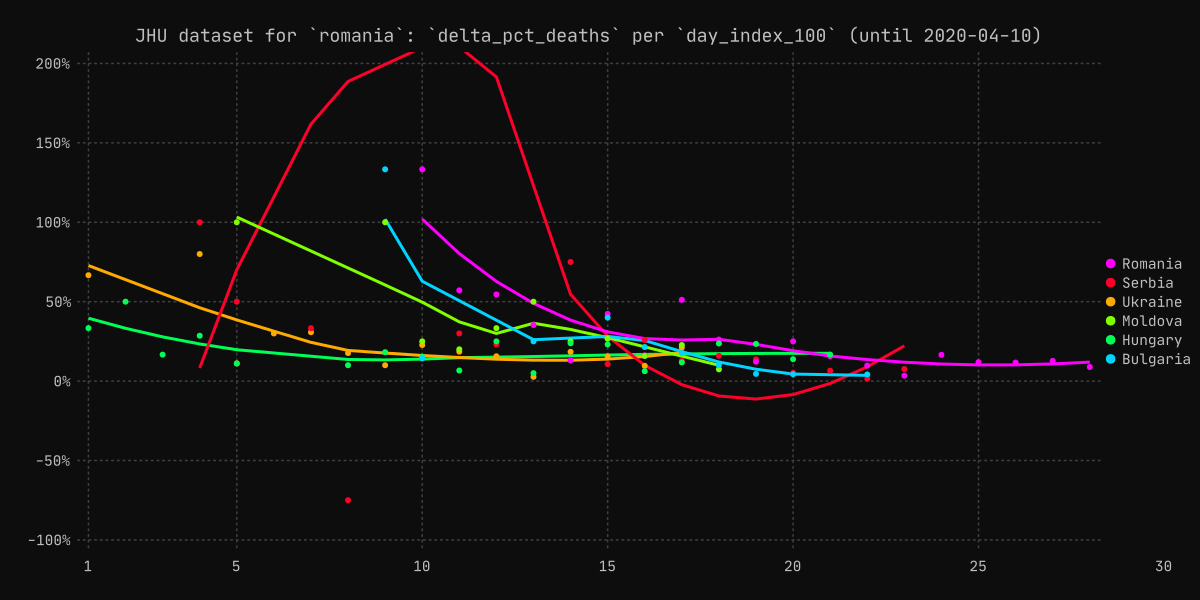 JHU dataset for `romania`: `delta_pct_deaths` per `day_index_100` (until 2020-04-10)
200%
150%
100%
50%
0%
-50%
-100%
1 5 10 15 20 25 30
Romania
Serbia
Ukraine
Moldova
Hungary
Bulgaria